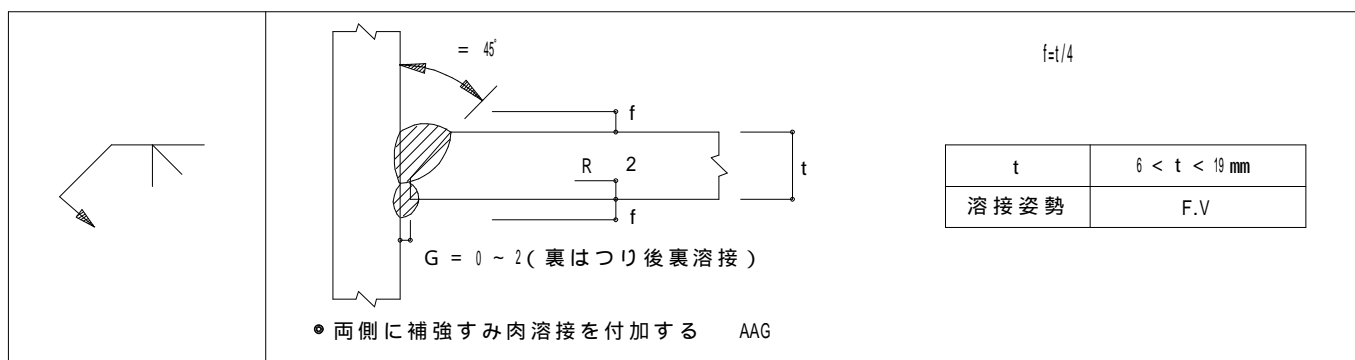 = 45°
f=t/4
f
R 2
t
f
t 6 < t < 19 mm
溶接姿勢 F.V
G = 0 ~ 2(裏はつり後裏溶接)
両側に補強すみ肉溶接を付加する AAG